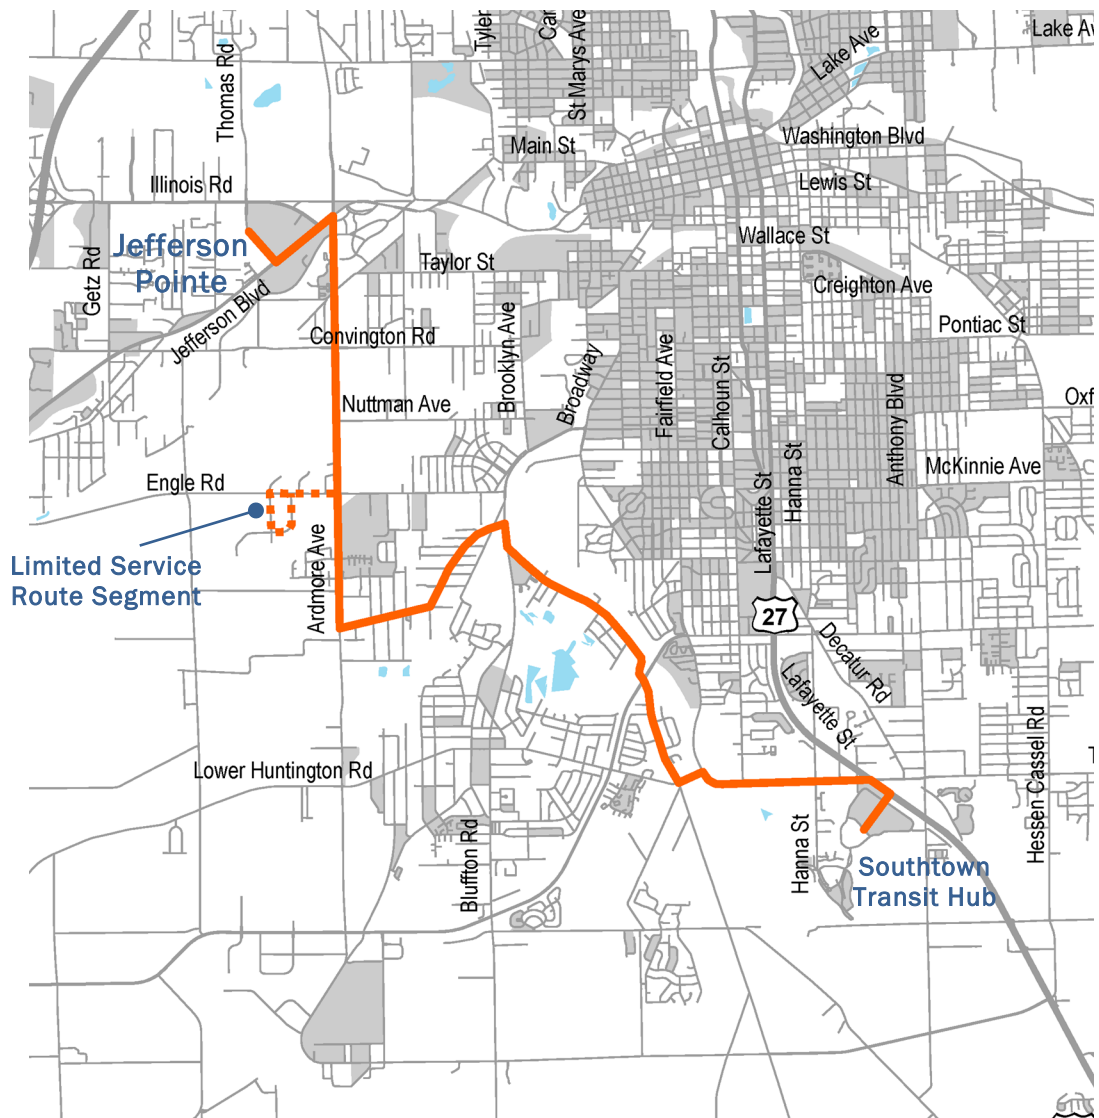 Tyler
St Marys Ave
Lake Ave
Lake Av
Thomas Rd
Main St
Washington Blvd
Illinois Rd
Lewis St
Jefferson
Pointe
Getz Rd
Taylor St
Wallace St
Creighton Ave
Jefferson Blvd
Convington Rd
Brooklyn Ave
Pontiac St
Broadway
Fairfield Ave
Calhoun St
Nuttman Ave
Anthony Blvd
Oxf
McKinnie Ave
Engle Rd
Hanna St
Lafayette St
Limited Service
Route Segment
Ardmore Ave
27
Decatur Rd
Lafayette St
Lower Huntington Rd
Hessen Cassel Rd
Bluffton Rd
Hanna St
Southtown
Transit Hub